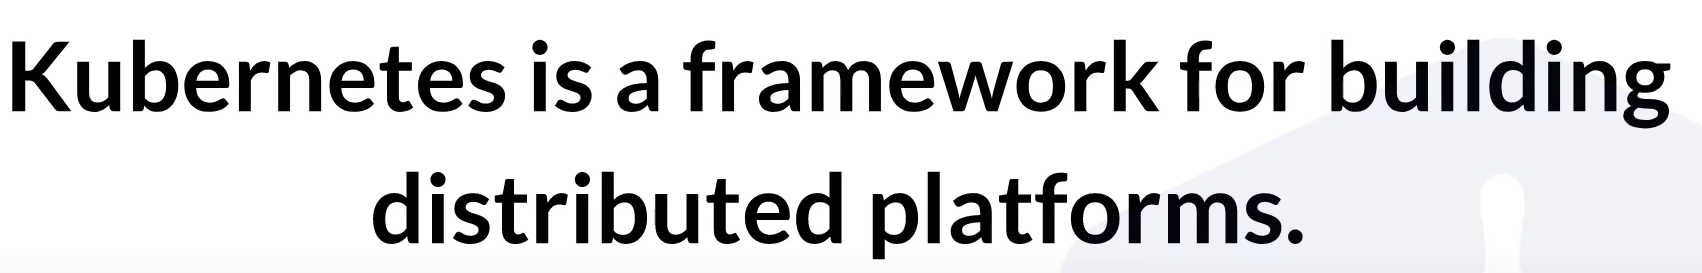 Kubernetes is a framework for building
distributed platforms.